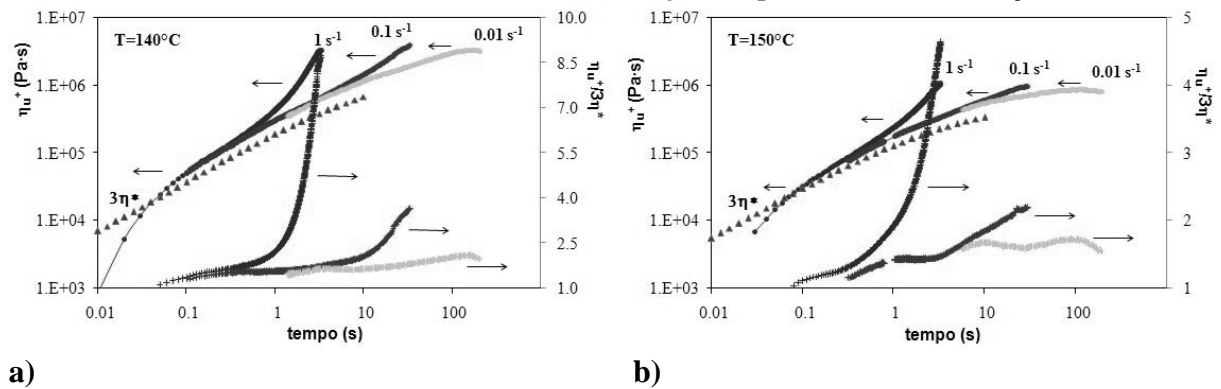 1.E+07
1.E+06
1.E+05
1.E+04
1.E+03
ηu+ (Pa·s)
T=140°C
1 s-1
0.1 s-1
0.01 s-1
3η*
10.0
8.5
7.0
5.5
4.0
2.5
1.0
ηu+/3η*
0.01 0.1 1 10 100
tempo (s)
a)
1.E+07
1.E+06
1.E+05
1.E+04
1.E+03
ηu+ (Pa·s)
T=150°C
1 s-1
0.1 s-1
0.01 s-1
3η*
5
4
3
2
1
ηu+/3η*
0.01 0.1 1 10 100
tempo (s)
b)